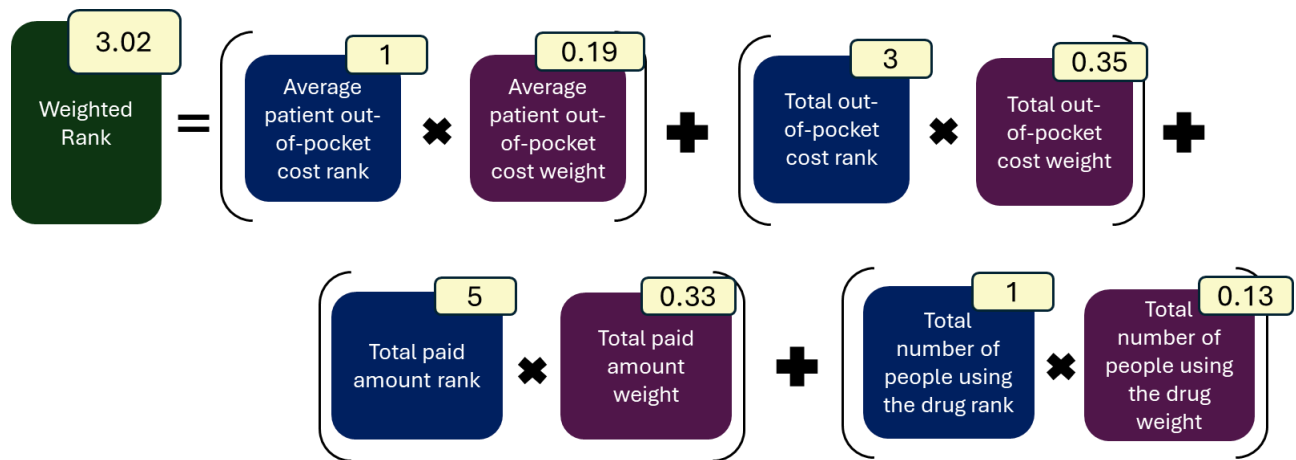 3.02
Weighted
Rank
=
1
Average
patient out-
of-pocket
cost rank
×
0.19
Average
patient out-
of-pocket
cost weight
+
3
Total out-
of-pocket
cost rank
×
0.35
Total out-
of-pocket
cost weight
+
5
Total paid
amount rank
×
0.33
Total paid
amount
weight
+
1
Total
number of
people using
the drug rank
×
0.13
Total
number of
people using
the drug
weight